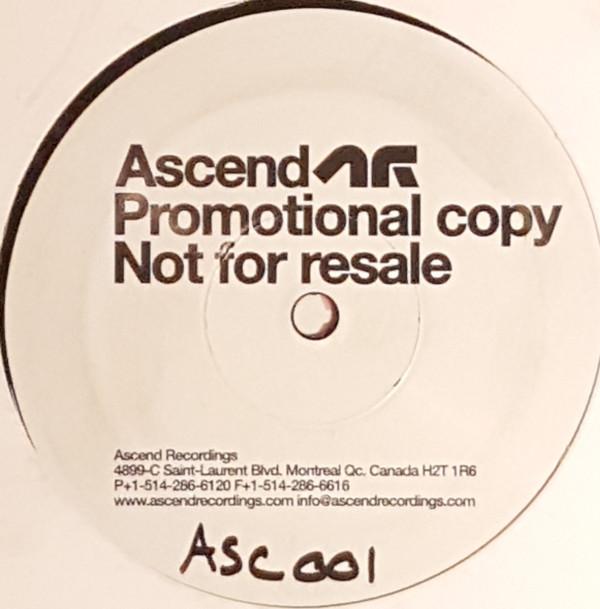 Ascend
Promotional copy
Not for resale
Ascend Recordings
4899-C Saint-Laurent Blvd. Montreal Qc. Canada H2T 1R6
P+1-514-286-6120 F+1-514-286-6616
www.ascendrecordings.com info@ascendrecordings.com
ASC001